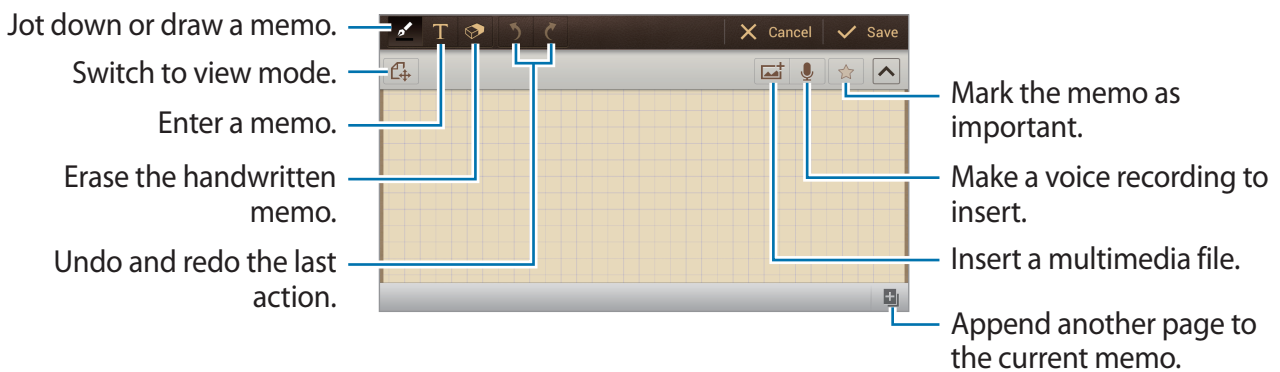 Jot down or draw a memo.
Switch to view mode.
Enter a memo.
Erase the handwritten
memo.
Undo and redo the last
action.
T
Cancel
Save
Mark the memo as
important.
Make a voice recording to
insert.
Insert a multimedia file.
Append another page to
the current memo.